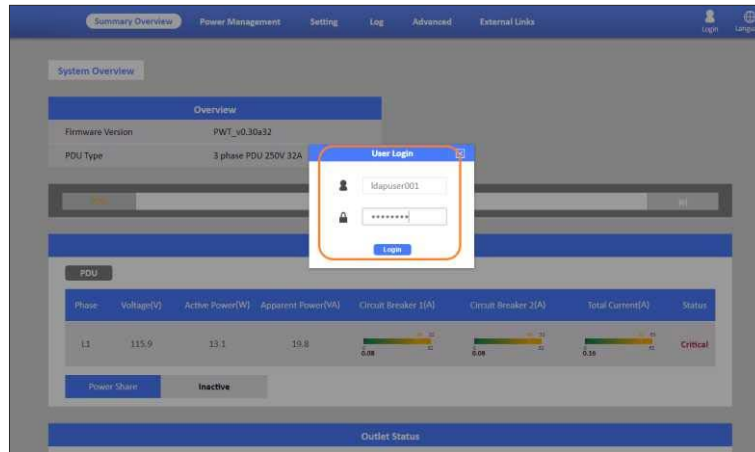 Summary Overview Power Management Setting Log Advanced External Links Login
System Overview
Overview
Firmware Version PWT_v0.30a32
PDU Type 3 phase PDU 250V 32A
User Login
ldapuser001
••••••••
Login
PDU
Phase Voltage(V) Active Power(W) Apparent Power(VA) Circuit Breaker 1(A) Circuit Breaker 2(A) Total Current(A) Status
L1 115.9 13.1 19.8 0.08 0.08 0.16 Critical
Power Share Inactive
Outlet Status